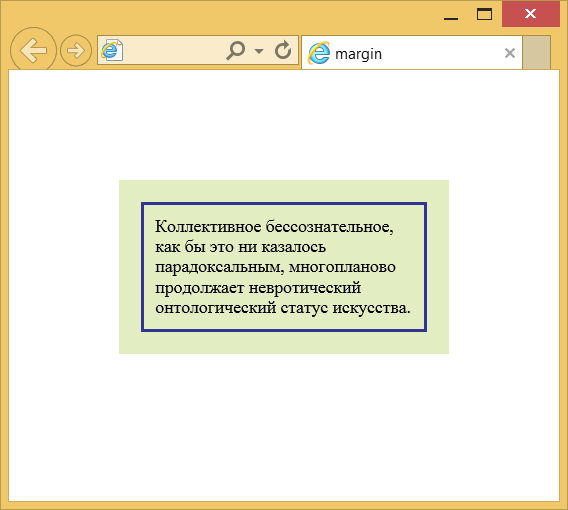 margin
Коллективное бессознательное,
как бы это ни казалось
парадоксальным, многопланово
продолжает невротический
онтологический статус искусства.